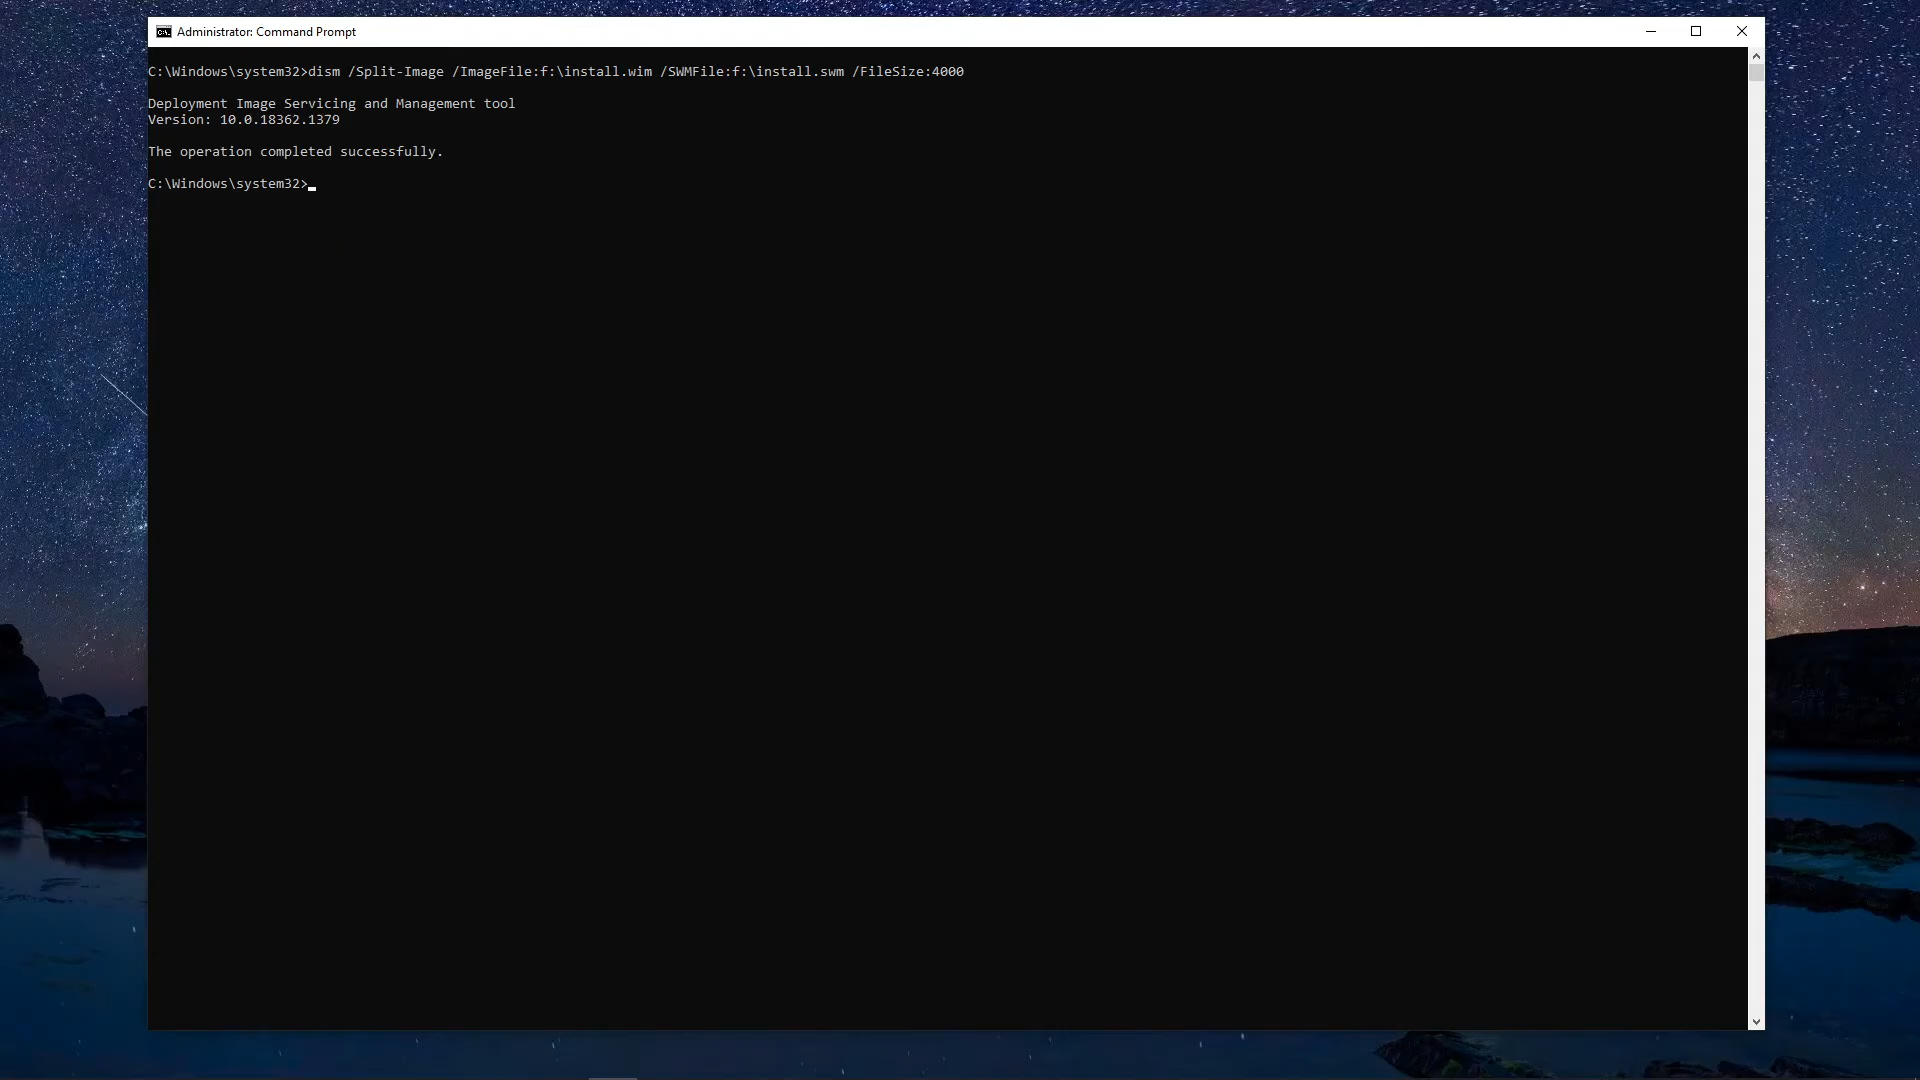 Administrator: Command Prompt
C:\Windows\system32>dism /Split-Image /ImageFile:f:\install.wim /SWMFile:f:\install.swm /FileSize:4000
Deployment Image Servicing and Management tool
Version: 10.0.18362.1379
The operation completed successfully.
C:\Windows\system32>